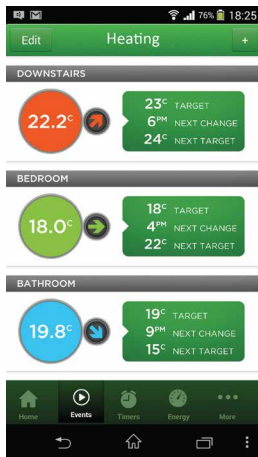 76% 18:25
Edit Heating +
DOWNSTAIRS
22.2c
23c TARGET
6PM NEXT CHANGE
24c NEXT TARGET
BEDROOM
18.0c
18c TARGET
4PM NEXT CHANGE
22c NEXT TARGET
BATHROOM
19.8c
19c TARGET
9PM NEXT CHANGE
15c NEXT TARGET
Home Events Timers Energy More